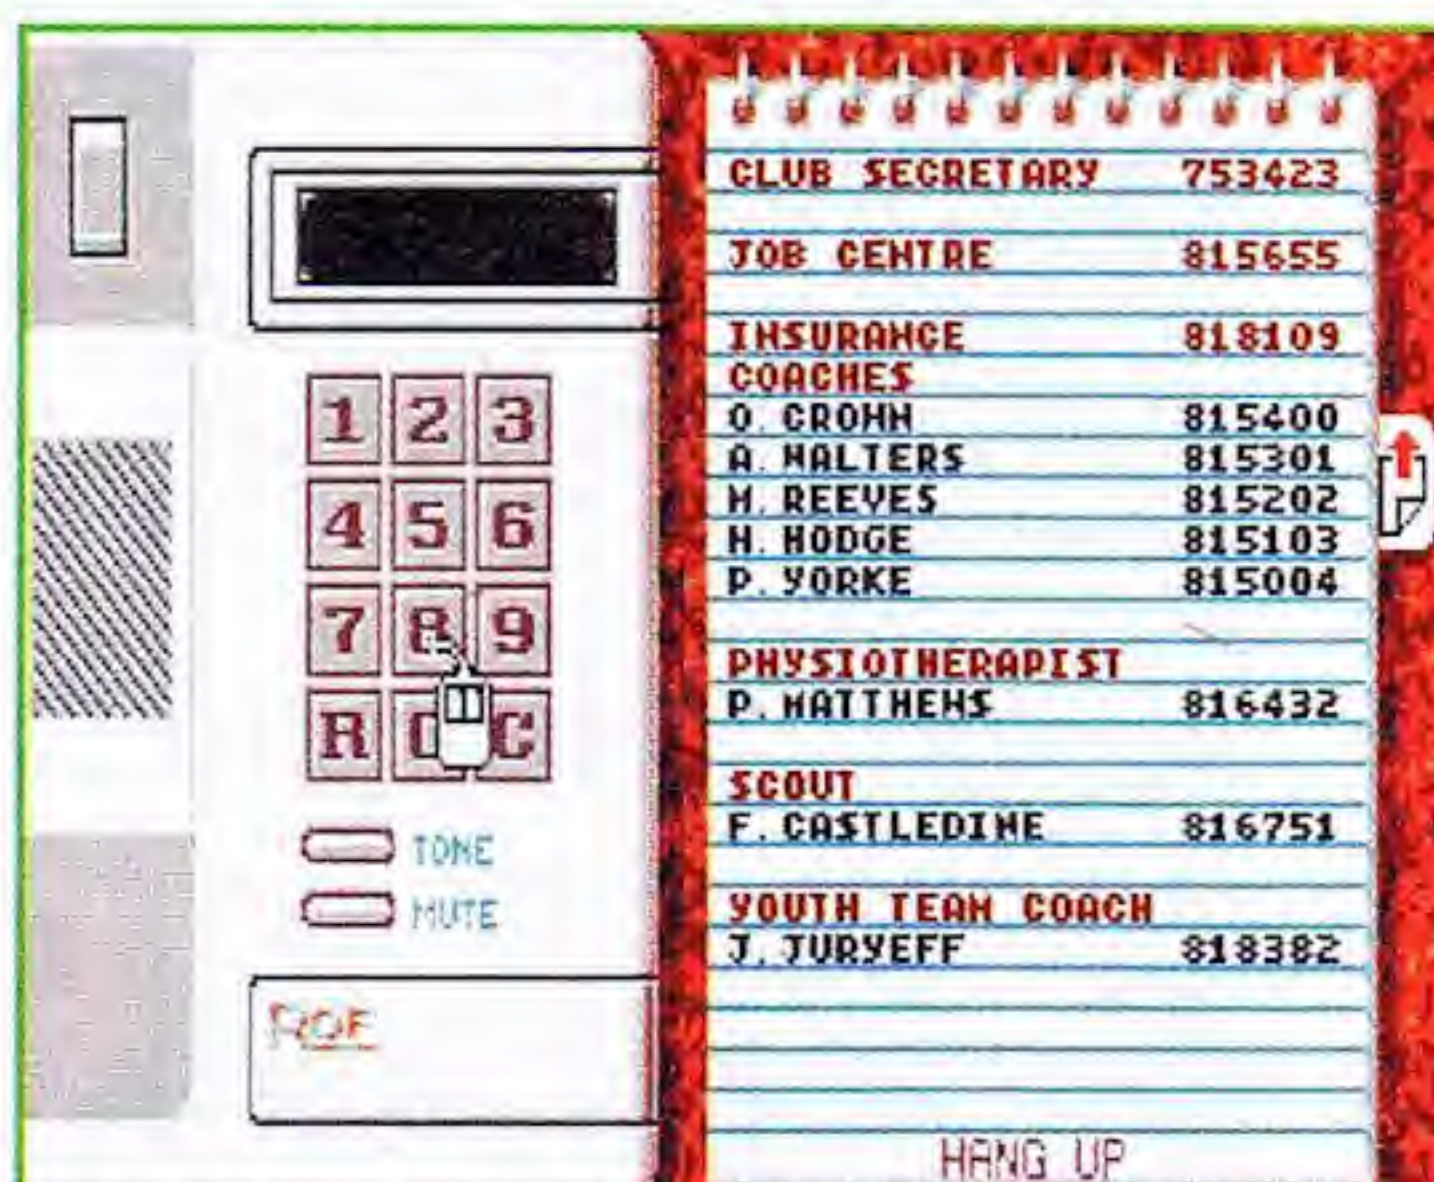 CLUB SECRETARY 753423
JOB CENTRE 815655
INSURANCE 818109
COACHES
O. CROHN 815400
A. WALTERS 815301
M. REEVES 815202
H. HODGE 815103
P. YORKE 815004
PHYSIOTHERAPIST
P. MATTHEWS 816432
SCOUT
F. CASTLEDINE 816751
YOUTH TEAM COACH
J. JURYEFF 818382
HANG UP
1 2 3
4 5 6
7 8 9
R 0 C
TONE
MUTE